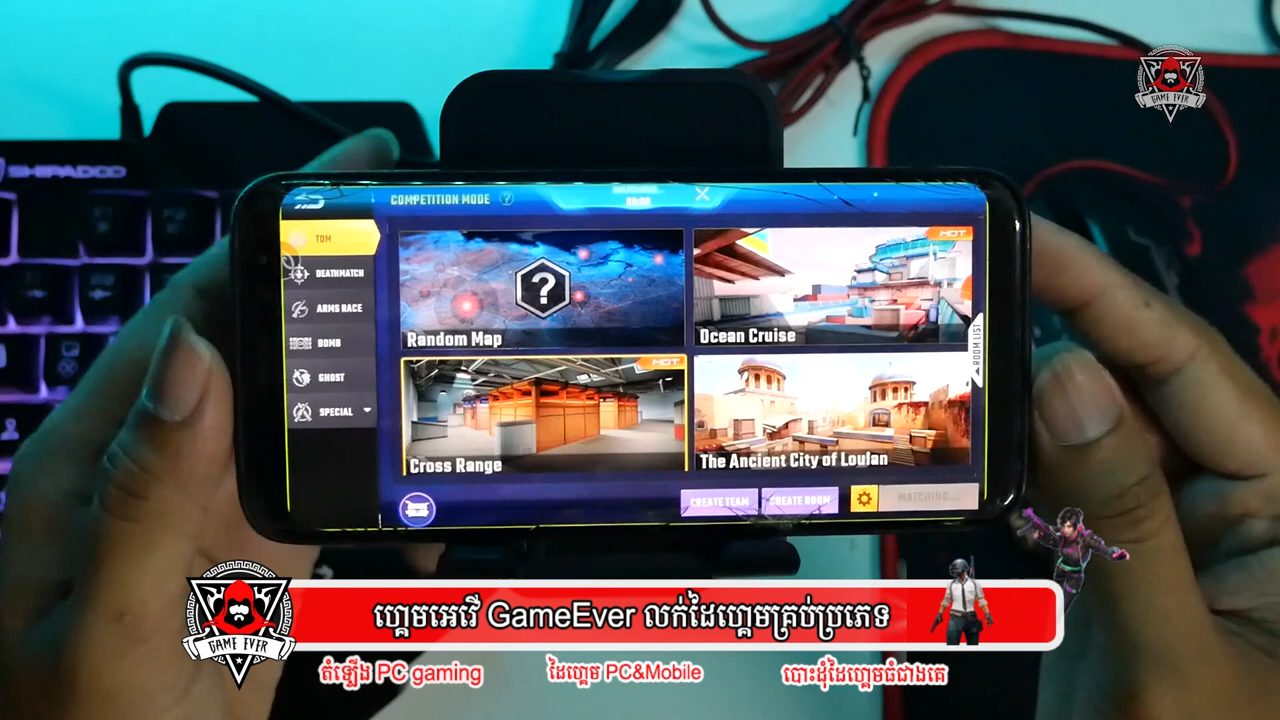 GAME EVER
SHIPADOO
COMPETITION MODE ?
TDM
DEATHMATCH
ARMS RACE
BOMB
GHOST
SPECIAL
?
Random Map
HOT
Ocean Cruise
HOT
Cross Range
The Ancient City of Loulan
ROOM LIST
CREATE TEAM
CREATE ROOM
MATCHING...
GAME EVER
ហ្គេមអេវើ GameEver លក់ដៃហ្គេមគ្រប់ប្រភេទ
តំឡើង PC gaming
ដៃហ្គេម PC&Mobile
បោះដុំដៃហ្គេមធំជាងគេ